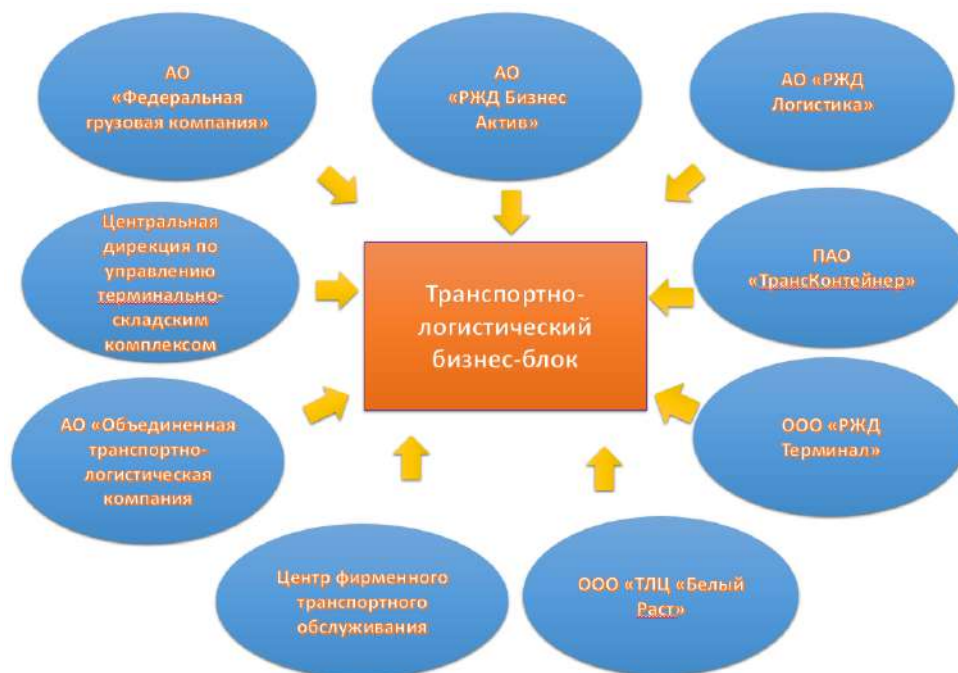 АО
«Федеральная
грузовая компания»
АО
«РЖД Бизнес
Актив»
АО «РЖД
Логистика»
Центральная
дирекция по
управлению
терминально-
складским
комплексом
Транспортно-
логистический
бизнес-блок
ПАО
«ТрансКонтейнер»
АО «Объединенная
транспортно-
логистическая
компания
ООО «РЖД
Терминал»
Центр фирменного
транспортного
обслуживания
ООО «ТЛЦ «Белый
Раст»